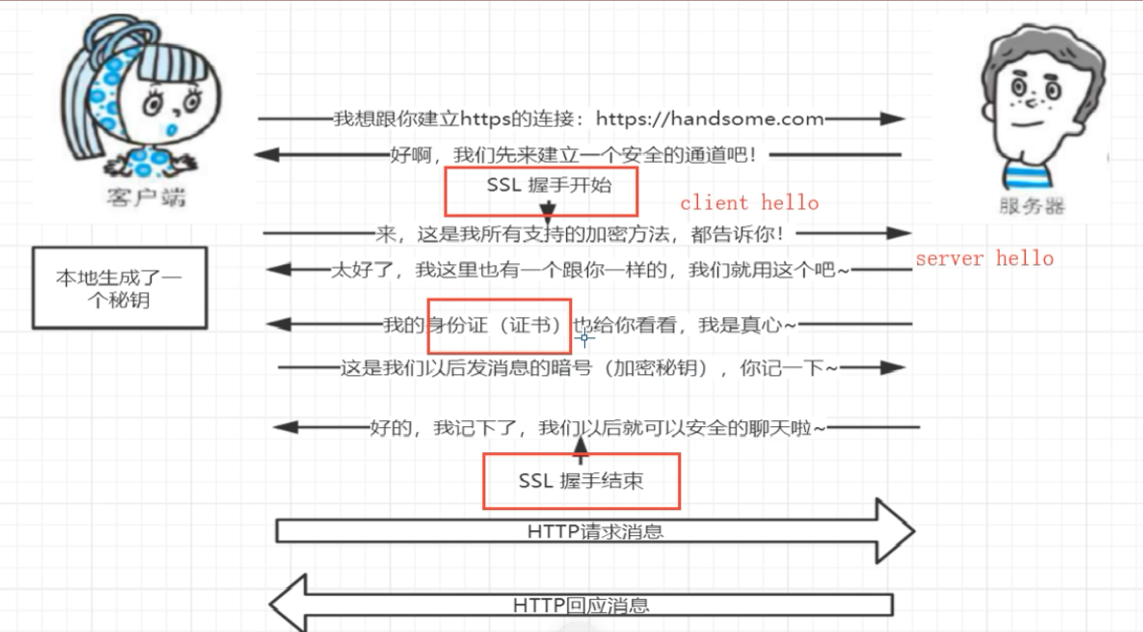 我想跟你建立https的连接：https://handsome.com
好啊，我们先来建立一个安全的通道吧！
SSL 握手开始
client hello
客户端
服务器
来，这是我所有支持的加密方法，都告诉你！
server hello
太好了，我这里也有一个跟你一样的，我们就用这个吧~
本地生成了一
个秘钥
我的身份证（证书）也给你看看，我是真心~
这是我们以后发消息的暗号（加密秘钥），你记一下~
好的，我记下了，我们以后就可以安全的聊天啦~
SSL 握手结束
HTTP请求消息
HTTP回应消息